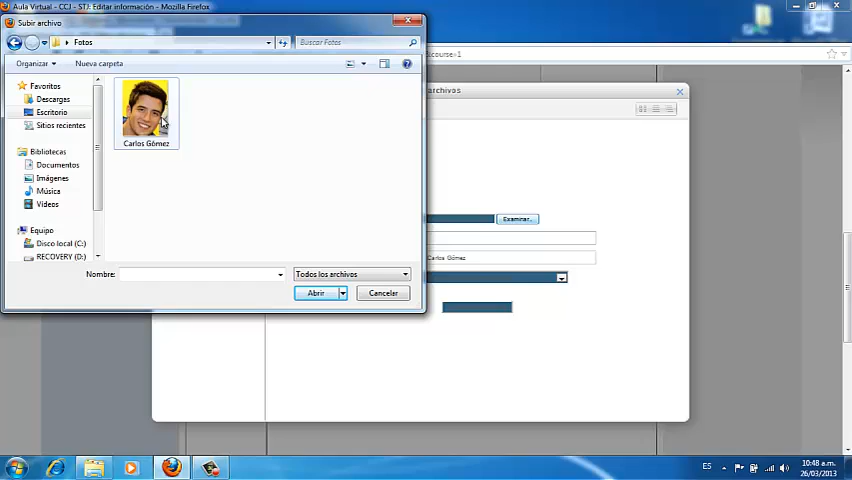 Aula Virtual - CCJ - STJ: Editar información - Mozilla Firefox
Subir archivo
Fotos
Buscar Fotos
course=1
Organizar
Nueva carpeta
archivos
Favoritos
Descargas
Escritorio
Sitios recientes
Carlos Gómez
Bibliotecas
Documentos
Imágenes
Música
Vídeos
Examinar...
Equipo
Disco local (C:)
RECOVERY (D:)
Carlos Gómez
Nombre:
Todos los archivos
Abrir
Cancelar
ES
10:48 a.m.
26/03/2013